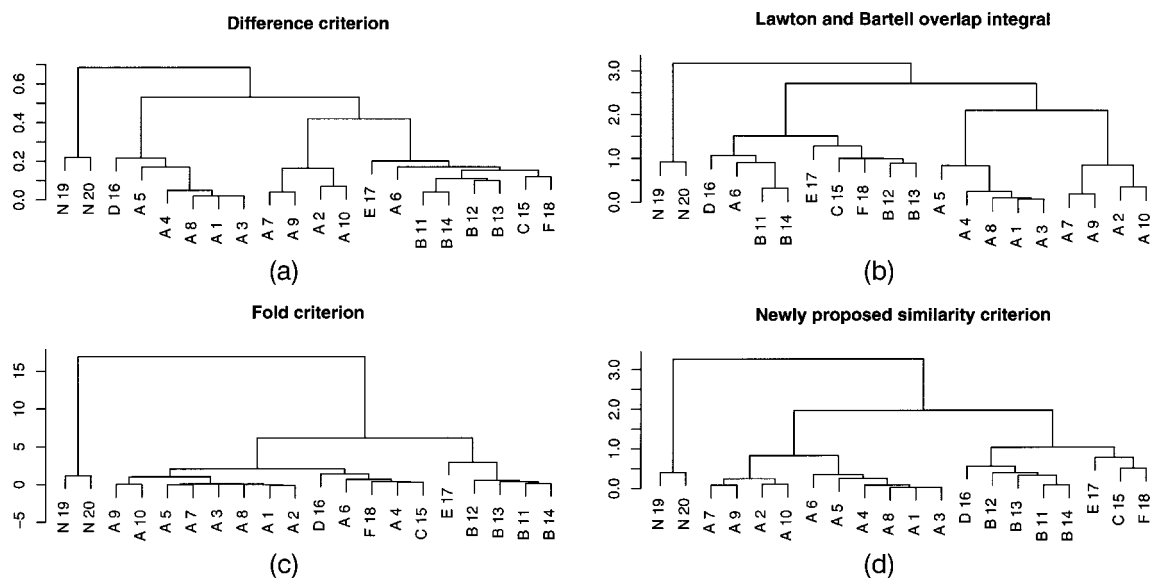 Difference criterion
0.0 0.2 0.4 0.6
N 19 N 20 D 16 A 5 A 4 A 8 A 1 A 3 A 7 A 9 A 2 A 10 E 17 A 6 B 11 B 14 B 12 B 13 C 15 F 18
(a)
Lawton and Bartell overlap integral
0.0 1.0 2.0 3.0
N 19 N 20 D 16 A 6 B 11 B 14 E 17 C 15 F 18 B 12 B 13 A 5 A 4 A 8 A 1 A 3 A 7 A 9 A 2 A 10
(b)
Fold criterion
-5 0 5 10 15
N 19 N 20 A 9 A 10 A 5 A 7 A 3 A 8 A 1 A 2 D 16 A 6 F 18 A 4 C 15 E 17 B 12 B 13 B 11 B 14
(c)
Newly proposed similarity criterion
0.0 1.0 2.0 3.0
N 19 N 20 A 7 A 9 A 2 A 10 A 6 A 5 A 4 A 8 A 1 A 3 D 16 B 12 B 13 B 11 B 14 E 17 C 15 F 18
(d)